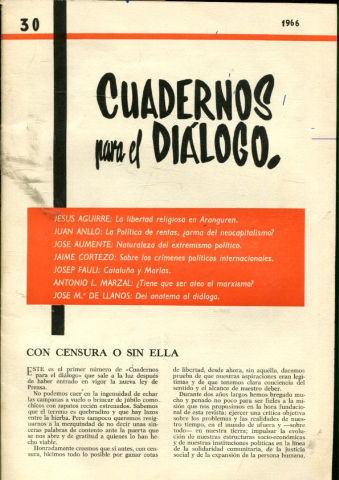 30
1966
CUADERNOS
para el DIÁLOGO.
JESUS AGUIRRE: La libertad religiosa en Aranguren.
JUAN ANLLO: La Política de rentas, ¿arma del neocapitalismo?
JOSE AUMENTE: Naturaleza del extremismo político.
JAIME CORTEZO: Sobre los crímenes políticos internacionales.
JOSEP FAULI: Cataluña y Marías.
ANTONIO L. MARZAL: ¿Tiene que ser ateo el marxismo?
JOSE M.ª DE LLANOS: Del anatema al diálogo.
CON CENSURA O SIN ELLA
ESTE es el primer número de «Cuadernos
para el diálogo» que sale a la luz después
de haber entrado en vigor la nueva ley de
Prensa.
No podemos caer en la ingenuidad de echar
las campanas a vuelo o brincar de júbilo como
chicos con zapatos recién estrenados. Sabemos
que el terreno es quebradizo y que hay lazos
entre la hierba. Pero tampoco queremos resig-
narnos a la mezquindad de no decir unas sin-
ceras palabras de contento ante la puerta que
se nos abre y de gratitud a quienes lo han he-
cho viable.
Honradamente creemos que si antes, con cen-
sura, hicimos todo lo posible por ganar cotas
de libertad, desde ahora, sin aquélla, daremos
prueba de que nuestras aspiraciones eran legí-
timas y de que tenemos clara conciencia del
sentido y el alcance de nuestro deber.
Durante dos años largos hemos bregado mu-
cho y penado no poco para ser fieles a la mi-
sión que nos propusimos en la hora fundacio-
nal de esta revista: ejercer una crítica objetiva
sobre los problemas y las realidades de nues-
tro tiempo, en el mundo de afuera y —sobre
todo— en nuestra tierra; impulsar la evolu-
ción de nuestras estructuras socio-económicas
y de nuestras instituciones políticas en la línea
de la solidaridad comunitaria, de la justicia
social y de la expansión de la persona humana,